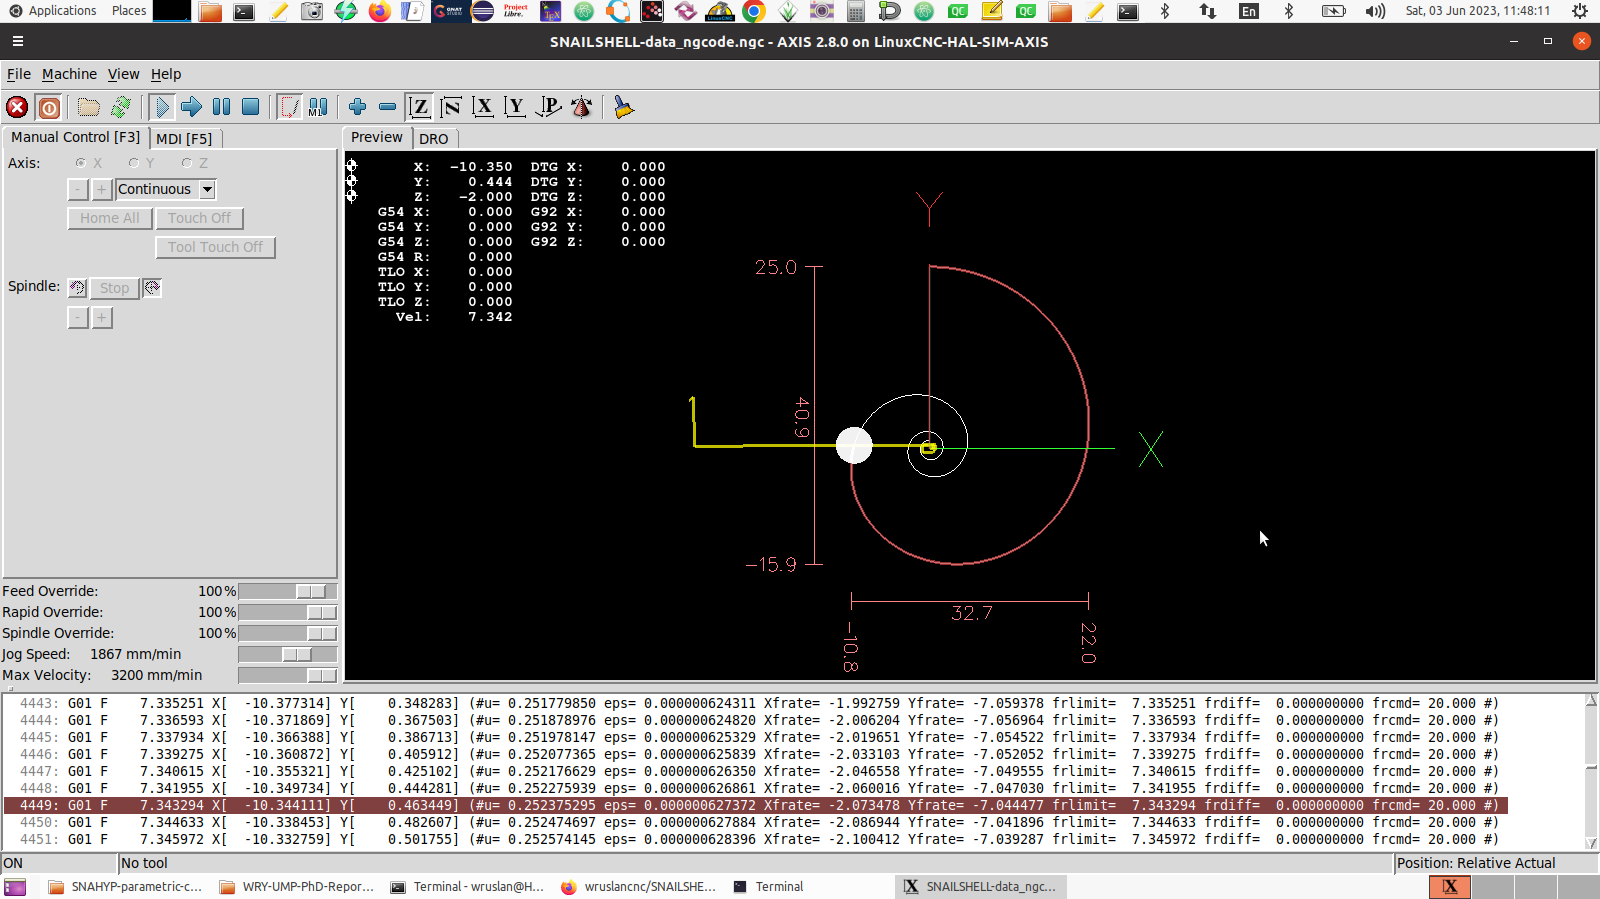 Applications Places Sat, 03 Jun 2023, 11:48:11
En
SNAILSHELL-data_ngcode.ngc - AXIS 2.8.0 on LinuxCNC-HAL-SIM-AXIS
File Machine View Help
Manual Control [F3] MDI [F5]
Axis: X Y Z
- + Continuous
Home All Touch Off
Tool Touch Off
Spindle: Stop
- +
Feed Override: 100 %
Rapid Override: 100 %
Spindle Override: 100 %
Jog Speed: 1867 mm/min
Max Velocity: 3200 mm/min
Preview DRO
X: -10.350 DTG X: 0.000
Y: 0.444 DTG Y: 0.000
Z: -2.000 DTG Z: 0.000
G54 X: 0.000 G92 X: 0.000
G54 Y: 0.000 G92 Y: 0.000
G54 Z: 0.000 G92 Z: 0.000
G54 R: 0.000
TLO X: 0.000
TLO Y: 0.000
TLO Z: 0.000
Vel: 7.342
Y
25.0
40.9
X
-15.9
32.7
-10.8
22.0
4443: G01 F 7.335251 X[ -10.377314] Y[ 0.348283] (#u= 0.251779850 eps= 0.000000624311 Xfrate= -1.992759 Yfrate= -7.059378 frlimit= 7.335251 frdiff= 0.000000000 frcmd= 20.000 #)
4444: G01 F 7.336593 X[ -10.371869] Y[ 0.367503] (#u= 0.251878976 eps= 0.000000624820 Xfrate= -2.006204 Yfrate= -7.056964 frlimit= 7.336593 frdiff= 0.000000000 frcmd= 20.000 #)
4445: G01 F 7.337934 X[ -10.366388] Y[ 0.386713] (#u= 0.251978147 eps= 0.000000625329 Xfrate= -2.019651 Yfrate= -7.054522 frlimit= 7.337934 frdiff= 0.000000000 frcmd= 20.000 #)
4446: G01 F 7.339275 X[ -10.360872] Y[ 0.405912] (#u= 0.252077365 eps= 0.000000625839 Xfrate= -2.033103 Yfrate= -7.052052 frlimit= 7.339275 frdiff= 0.000000000 frcmd= 20.000 #)
4447: G01 F 7.340615 X[ -10.355321] Y[ 0.425102] (#u= 0.252176629 eps= 0.000000626350 Xfrate= -2.046558 Yfrate= -7.049555 frlimit= 7.340615 frdiff= 0.000000000 frcmd= 20.000 #)
4448: G01 F 7.341955 X[ -10.349734] Y[ 0.444281] (#u= 0.252275939 eps= 0.000000626861 Xfrate= -2.060016 Yfrate= -7.047030 frlimit= 7.341955 frdiff= 0.000000000 frcmd= 20.000 #)
4449: G01 F 7.343294 X[ -10.344111] Y[ 0.463449] (#u= 0.252375295 eps= 0.000000627372 Xfrate= -2.073478 Yfrate= -7.044477 frlimit= 7.343294 frdiff= 0.000000000 frcmd= 20.000 #)
4450: G01 F 7.344633 X[ -10.338453] Y[ 0.482607] (#u= 0.252474697 eps= 0.000000627884 Xfrate= -2.086944 Yfrate= -7.041896 frlimit= 7.344633 frdiff= 0.000000000 frcmd= 20.000 #)
4451: G01 F 7.345972 X[ -10.332759] Y[ 0.501755] (#u= 0.252574145 eps= 0.000000628396 Xfrate= -2.100412 Yfrate= -7.039287 frlimit= 7.345972 frdiff= 0.000000000 frcmd= 20.000 #)
ON No tool Position: Relative Actual
SNAHYP-parametric-c... WRY-UMP-PhD-Repor... Terminal - wruslan@H... wruslancnc/SNAILSHE... Terminal SNAILSHELL-data_ngc...